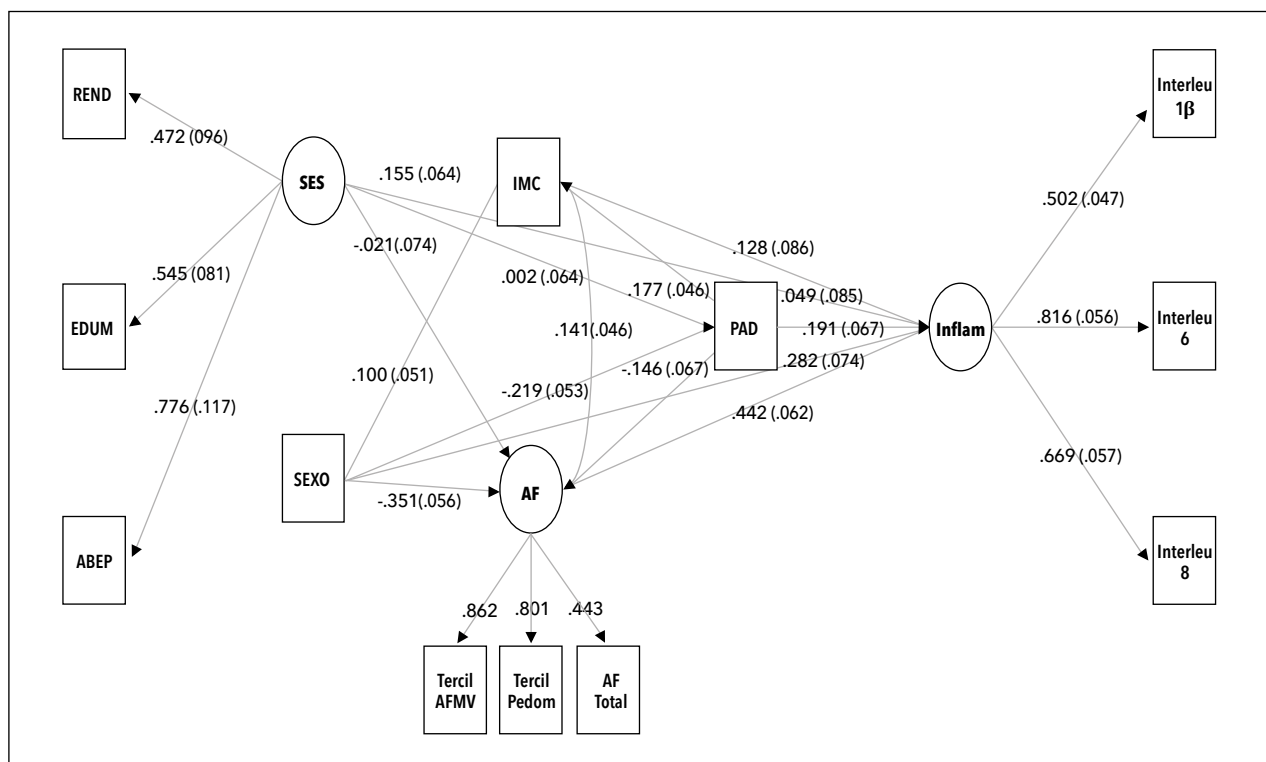 REND
Interleu
1β
.472 (096)
SES
.155 (.064)
IMC
.502 (.047)
-.021(.074)
.128 (.086)
.545 (081)
.002 (.064)
.177 (.046)
.049 (.085)
EDUM
.141(.046)
PAD
.191 (.067)
Inflam
.816 (.056)
Interleu
6
.100 (.051)
-.146 (.067)
.282 (.074)
-.219 (.053)
.776 (.117)
.442 (.062)
.669 (.057)
SEXO
-.351(.056)
AF
ABEP
Interleu
8
.862
.801
.443
Tercil
AFMV
Tercil
Pedom
AF
Total